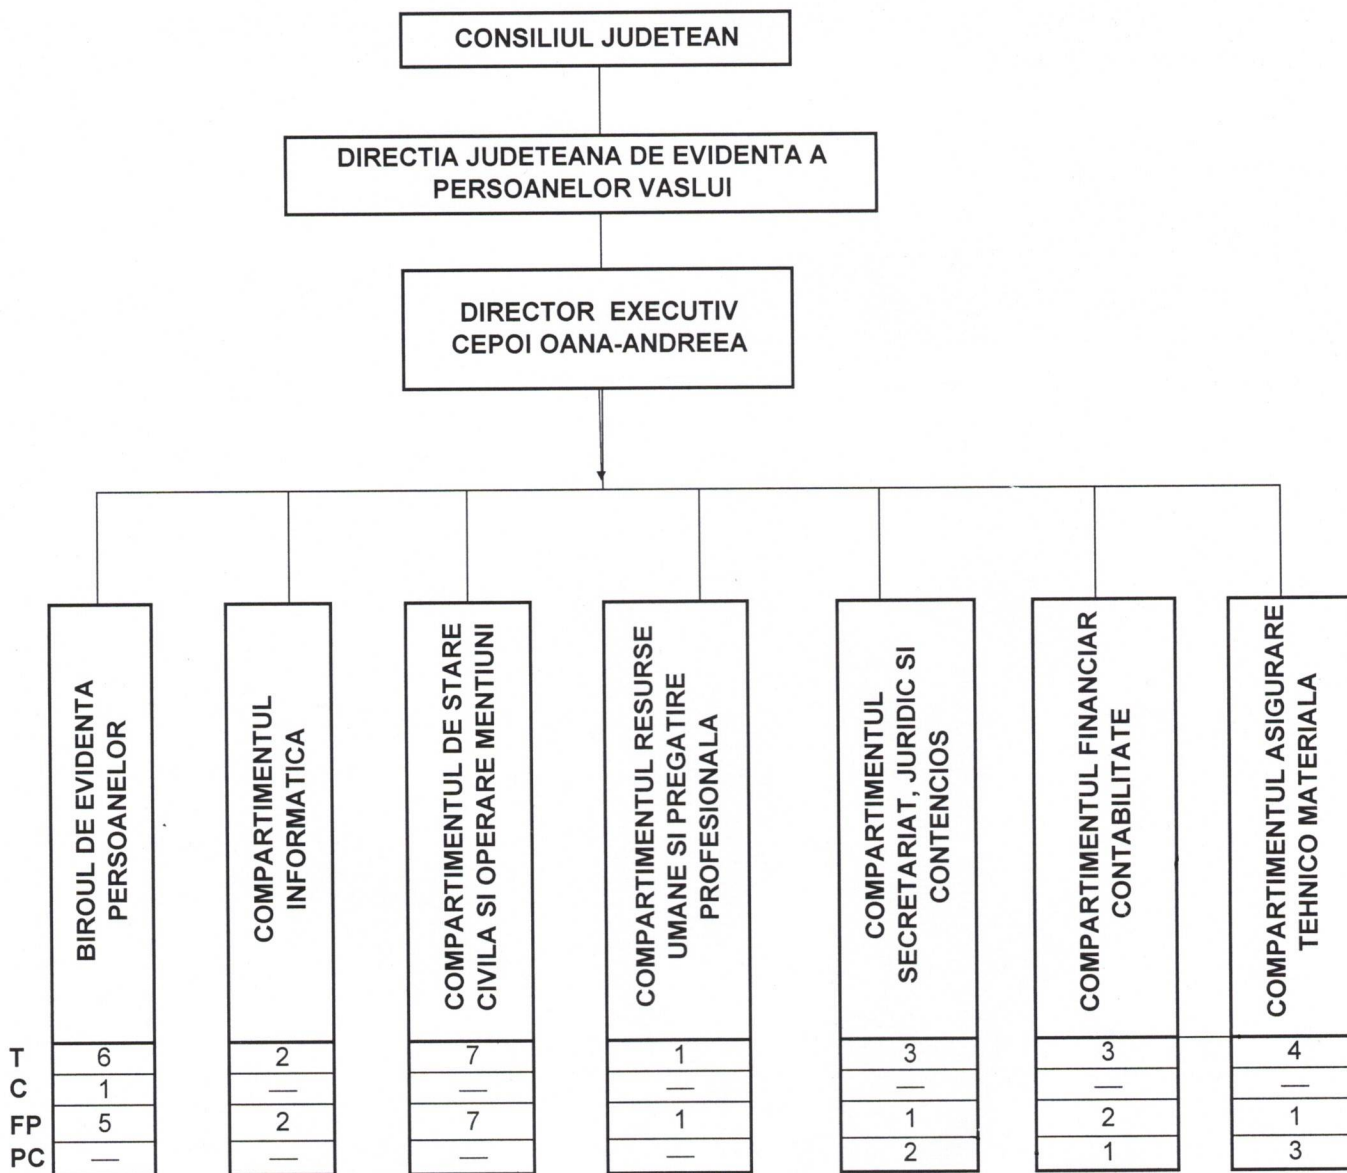 CONSILIUL JUDETEAN
DIRECTIA JUDETEANA DE EVIDENTA A
PERSOANELOR VASLUI
DIRECTOR EXECUTIV
CEPOI OANA-ANDREEA
BIROUL DE EVIDENTA
PERSOANELOR
COMPARTIMENTUL
INFORMATICA
COMPARTIMENTUL DE STARE
CIVILA SI OPERARE MENTIUNI
COMPARTIMENTUL RESURSE
UMANE SI PREGATIRE
PROFESIONALA
COMPARTIMENTUL
SECRETARIAT, JURIDIC SI
CONTENCIOS
COMPARTIMENTUL FINANCIAR
CONTABILITATE
COMPARTIMENTUL ASIGURARE
TEHNICO MATERIALA
T 6 2 7 1 3 3 4
C 1 — — — — — —
FP 5 2 7 1 1 2 1
PC — — — — 2 1 3